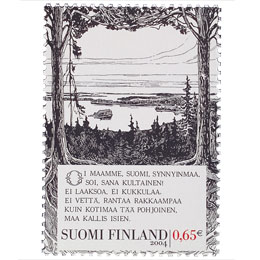 OI MAAMME, SUOMI, SYNNYINMAA,
SOI, SANA KULTAINEN!
EI LAAKSOA, EI KUKKULAA,
EI VETTÄ, RANTAA RAKKAAMPAA
KUIN KOTIMAA TÄÄ POHJOINEN,
MAA KALLIS ISIEN.
SUOMI FINLAND 0,65€
2004